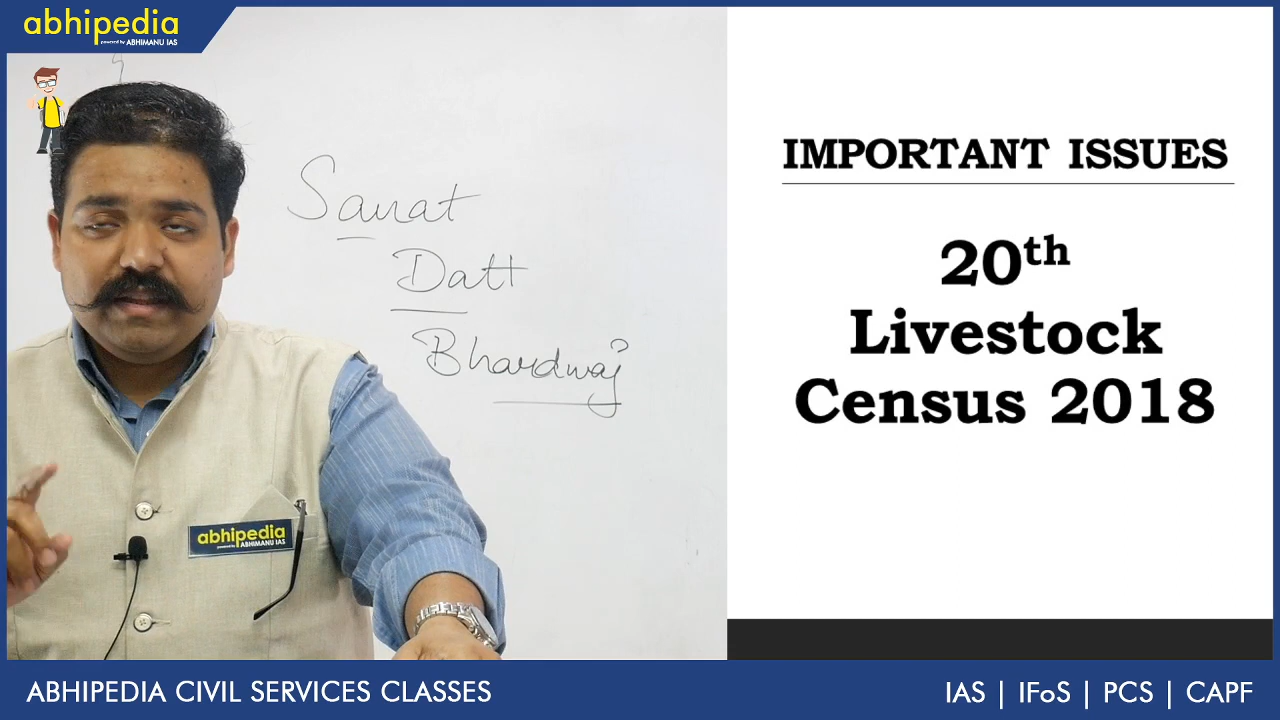 abhipedia
powered by ABHIMANU IAS
Sanat
Datt
Bhardwaj
IMPORTANT ISSUES
20th
Livestock
Census 2018
abhipedia
powered by ABHIMANU IAS
ABHIPEDIA CIVIL SERVICES CLASSES
IAS | IFoS | PCS | CAPF